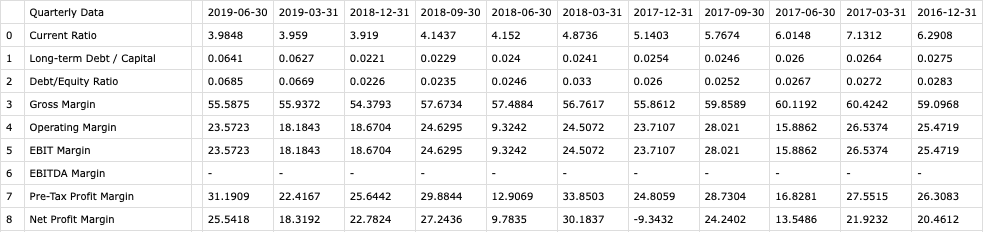 Quarterly Data 2019-06-30 2019-03-31 2018-12-31 2018-09-30 2018-06-30 2018-03-31 2017-12-31 2017-09-30 2017-06-30 2017-03-31 2016-12-31
0 Current Ratio 3.9848 3.959 3.919 4.1437 4.152 4.8736 5.1403 5.7674 6.0148 7.1312 6.2908
1 Long-term Debt / Capital 0.0641 0.0627 0.0221 0.0229 0.024 0.0241 0.0254 0.0246 0.026 0.0264 0.0275
2 Debt/Equity Ratio 0.0685 0.0669 0.0226 0.0235 0.0246 0.033 0.026 0.0252 0.0267 0.0272 0.0283
3 Gross Margin 55.5875 55.9372 54.3793 57.6734 57.4884 56.7617 55.8612 59.8589 60.1192 60.4242 59.0968
4 Operating Margin 23.5723 18.1843 18.6704 24.6295 9.3242 24.5072 23.7107 28.021 15.8862 26.5374 25.4719
5 EBIT Margin 23.5723 18.1843 18.6704 24.6295 9.3242 24.5072 23.7107 28.021 15.8862 26.5374 25.4719
6 EBITDA Margin - - - - - - - - - - -
7 Pre-Tax Profit Margin 31.1909 22.4167 25.6442 29.8844 12.9069 33.8503 24.8059 28.7304 16.8281 27.5515 26.3083
8 Net Profit Margin 25.5418 18.3192 22.7824 27.2436 9.7835 30.1837 -9.3432 24.2402 13.5486 21.9232 20.4612